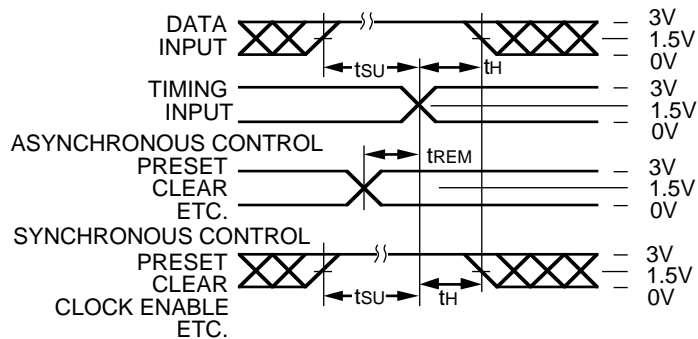 DATA
INPUT
3V
1.5V
0V
tSU
tH
TIMING
INPUT
3V
1.5V
0V
ASYNCHRONOUS CONTROL
tREM
PRESET
CLEAR
ETC.
3V
1.5V
0V
SYNCHRONOUS CONTROL
PRESET
CLEAR
CLOCK ENABLE
ETC.
3V
1.5V
0V
tSU
tH